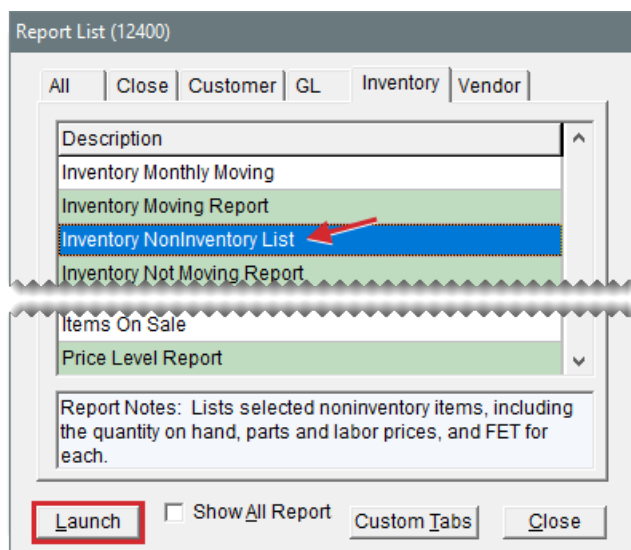 Report List (12400)
All Close Customer GL Inventory Vendor
Description
Inventory Monthly Moving
Inventory Moving Report
Inventory NonInventory List
Inventory Not Moving Report
Items On Sale
Price Level Report
Report Notes: Lists selected noninventory items, including
the quantity on hand, parts and labor prices, and FET for
each.
Launch Show All Report Custom Tabs Close